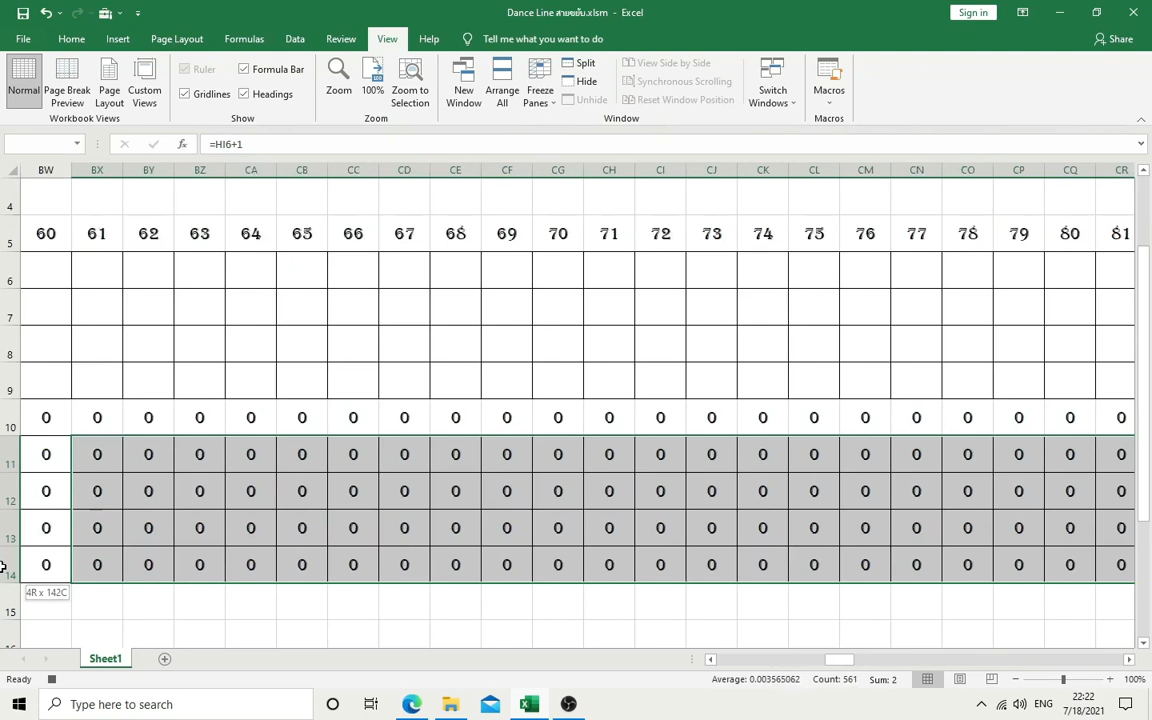 Dance Line สายขยับ.xlsm - Excel
Sign in
File Home Insert Page Layout Formulas Data Review View Help Tell me what you want to do Share
Normal Page Break Preview Page Layout Custom Views
Workbook Views
Ruler Formula Bar
Gridlines Headings
Show
Zoom 100% Zoom to Selection
Zoom
New Window Arrange All Freeze Panes
Split
Hide
Unhide
View Side by Side
Synchronous Scrolling
Reset Window Position
Window
Switch Windows
Macros
Macros
fx =HI6+1
BW BX BY BZ CA CB CC CD CE CF CG CH CI CJ CK CL CM CN CO CP CQ CR
4
5 60 61 62 63 64 65 66 67 68 69 70 71 72 73 74 75 76 77 78 79 80 81
6
7
8
9
10 0 0 0 0 0 0 0 0 0 0 0 0 0 0 0 0 0 0 0 0 0 0
11 0 0 0 0 0 0 0 0 0 0 0 0 0 0 0 0 0 0 0 0 0 0
12 0 0 0 0 0 0 0 0 0 0 0 0 0 0 0 0 0 0 0 0 0 0
13 0 0 0 0 0 0 0 0 0 0 0 0 0 0 0 0 0 0 0 0 0 0
14 0 0 0 0 0 0 0 0 0 0 0 0 0 0 0 0 0 0 0 0 0 0
4R x 142C
15
16
Sheet1
Ready Average: 0.003565062 Count: 561 Sum: 2 100%
Type here to search ENG 22:22
7/18/2021